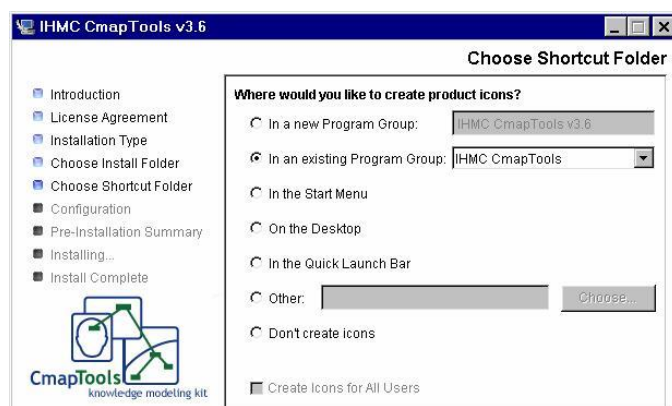 IHMC CmapTools v3.6
Choose Shortcut Folder
Introduction
License Agreement
Installation Type
Choose Install Folder
Choose Shortcut Folder
Configuration
Pre-Installation Summary
Installing...
Install Complete
CmapTools
knowledge modeling kit
Where would you like to create product icons?
In a new Program Group: IHMC CmapTools v3.6
In an existing Program Group: IHMC CmapTools
In the Start Menu
On the Desktop
In the Quick Launch Bar
Other: Choose...
Don't create icons
Create Icons for All Users